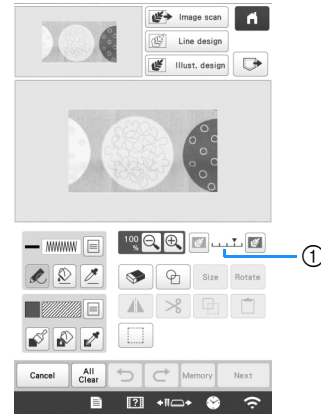 Image scan
Line design
Illust. design
100 %
Size
Rotate
Cancel
All Clear
Memory
Next
①